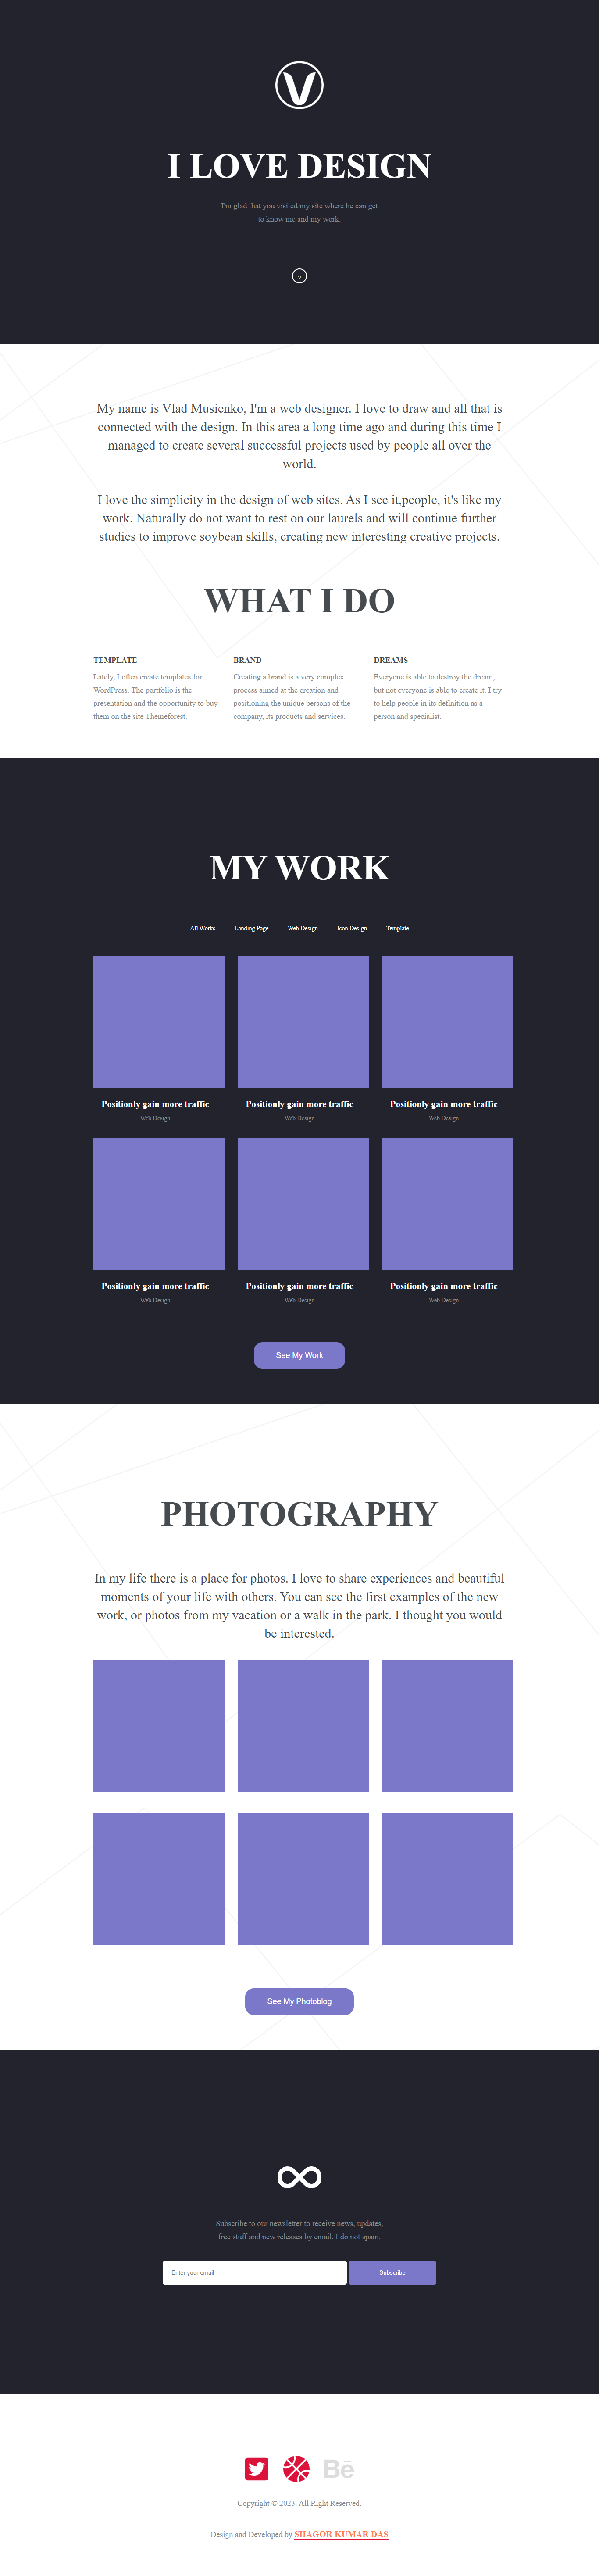 I LOVE DESIGN
I'm glad that you visited my site where he can get
to know me and my work.
My name is Vlad Musienko, I'm a web designer. I love to draw and all that is
connected with the design. In this area a long time ago and during this time I
managed to create several successful projects used by people all over the
world.
I love the simplicity in the design of web sites. As I see it,people, it's like my
work. Naturally do not want to rest on our laurels and will continue further
studies to improve soybean skills, creating new interesting creative projects.
WHAT I DO
TEMPLATE
Lately, I often create templates for
WordPress. The portfolio is the
presentation and the opportunity to buy
them on the site Themeforest.
BRAND
Creating a brand is a very complex
process aimed at the creation and
positioning the unique persons of the
company, its products and services.
DREAMS
Everyone is able to destroy the dream,
but not everyone is able to create it. I try
to help people in its definition as a
person and specialist.
MY WORK
All Works Landing Page Web Design Icon Design Template
Positionly gain more traffic
Web Design
Positionly gain more traffic
Web Design
Positionly gain more traffic
Web Design
Positionly gain more traffic
Web Design
Positionly gain more traffic
Web Design
Positionly gain more traffic
Web Design
See My Work
PHOTOGRAPHY
In my life there is a place for photos. I love to share experiences and beautiful
moments of your life with others. You can see the first examples of the new
work, or photos from my vacation or a walk in the park. I thought you would
be interested.
See My Photoblog
Subscribe to our newsletter to receive news, updates,
free stuff and new releases by email. I do not spam.
Enter your email
Subscribe
Bē
Copyright © 2023. All Right Reserved.
Design and Developed by SHAGOR KUMAR DAS